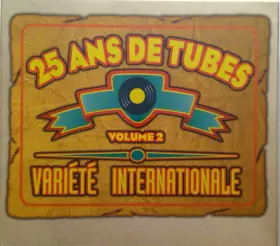 25 ANS DE TUBES
VOLUME 2
VARIÉTÉ INTERNATIONALE